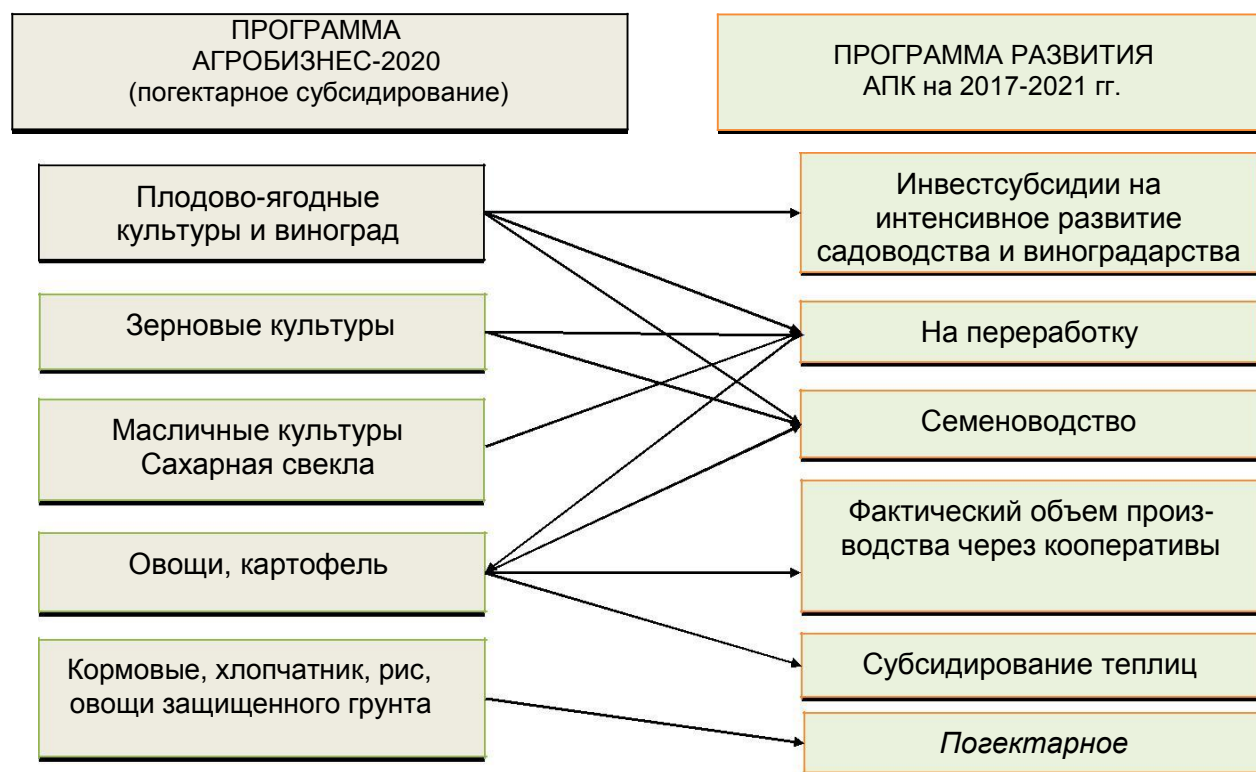 ПРОГРАММА
АГРОБИЗНЕС-2020
(погектарное субсидирование)
ПРОГРАММА РАЗВИТИЯ
АПК на 2017-2021 гг.
Плодово-ягодные
культуры и виноград
Зерновые культуры
Масличные культуры
Сахарная свекла
Овощи, картофель
Кормовые, хлопчатник, рис,
овощи защищенного грунта
Инвестсубсидии на
интенсивное развитие
садоводства и виноградарства
На переработку
Семеноводство
Фактический объем произ-
водства через кооперативы
Субсидирование теплиц
Погектарное